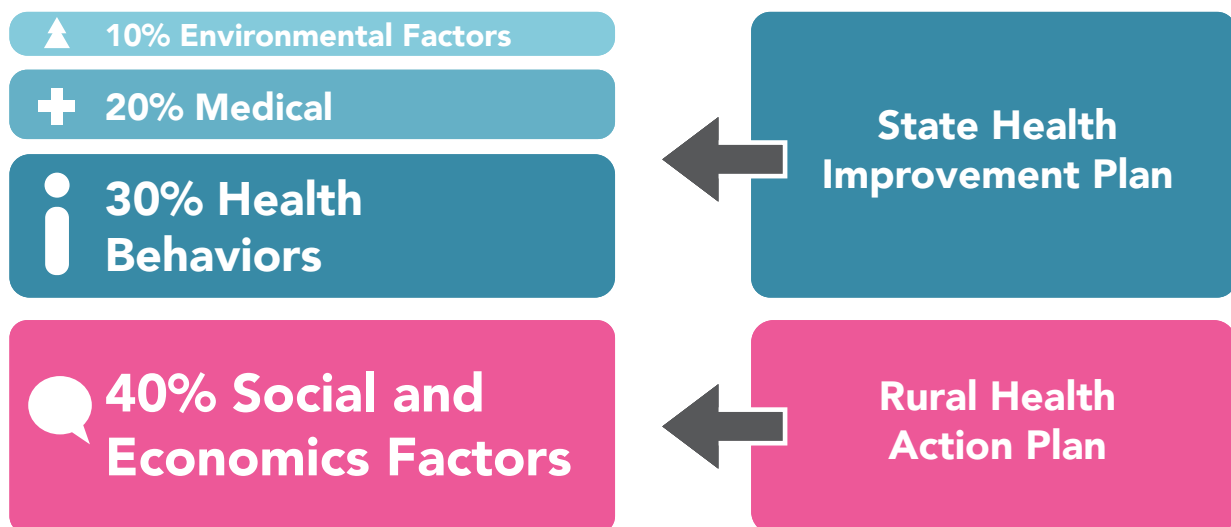 10% Environmental Factors
20% Medical
30% Health
Behaviors
State Health
Improvement Plan
40% Social and
Economics Factors
Rural Health
Action Plan